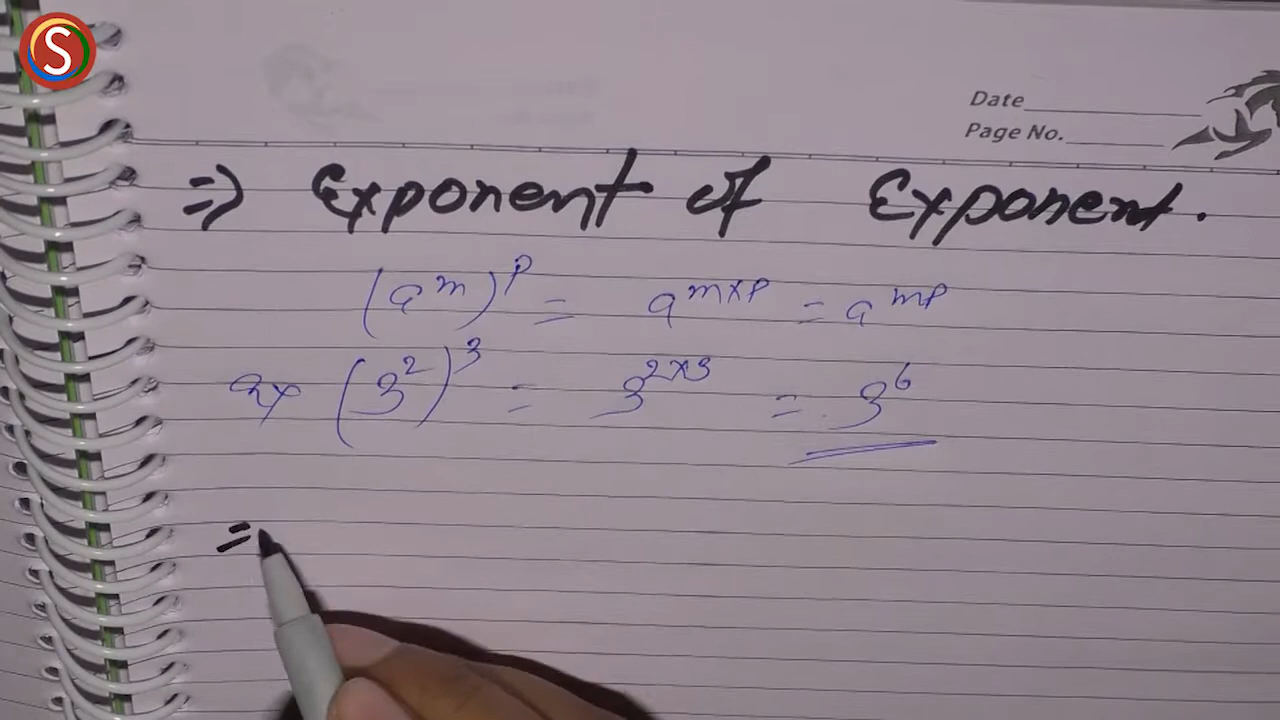 S
Date
Page No.
⇒ Exponent of Exponent.
(a^m)^p = a^{m×p} = a^{mp}
Ex (3^2)^3 = 3^{2×3} = 3^6
=